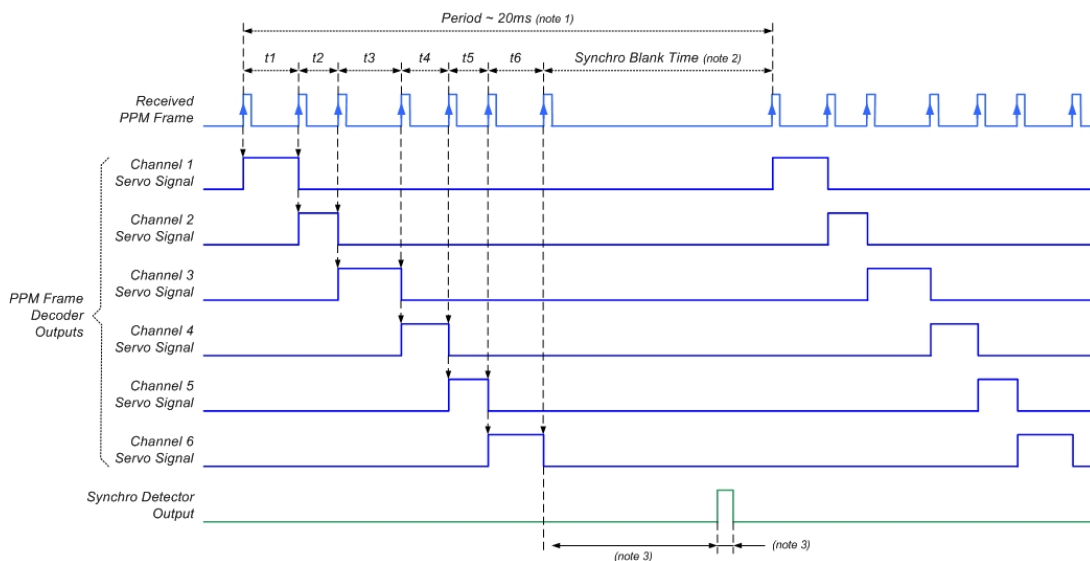 Period ~ 20ms (note 1)
t1 t2 t3 t4 t5 t6 Synchro Blank Time (note 2)
Received
PPM Frame
Channel 1
Servo Signal
Channel 2
Servo Signal
Channel 3
Servo Signal
PPM Frame
Decoder
Outputs
Channel 4
Servo Signal
Channel 5
Servo Signal
Channel 6
Servo Signal
Synchro Detector
Output
(note 3) (note 3)